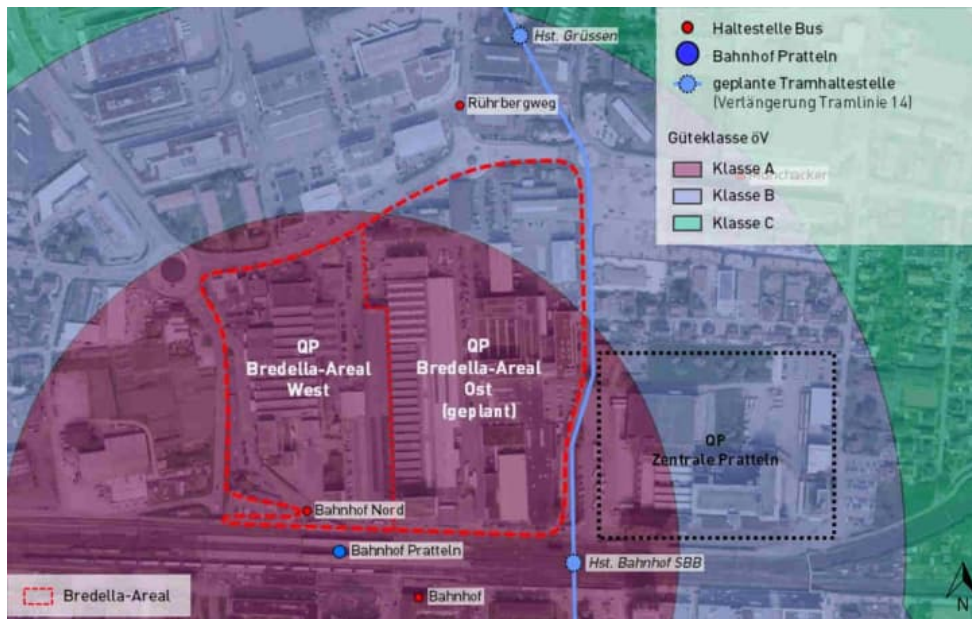 Haltestelle Bus
Bahnhof Pratteln
geplante Tramhaltestelle
(Verlängerung Tramlinie 14)
Güteklasse öV
Klasse A
Klasse B
Klasse C
Hst. Grüssen
Rührbergweg
QP
Bredella-Areal
West
QP
Bredella-Areal
Ost
(geplant)
QP
Zentrale Pratteln
Bahnhof Nord
Bahnhof Pratteln
Hst. Bahnhof SBB
Bahnhof
Bredella-Areal
N